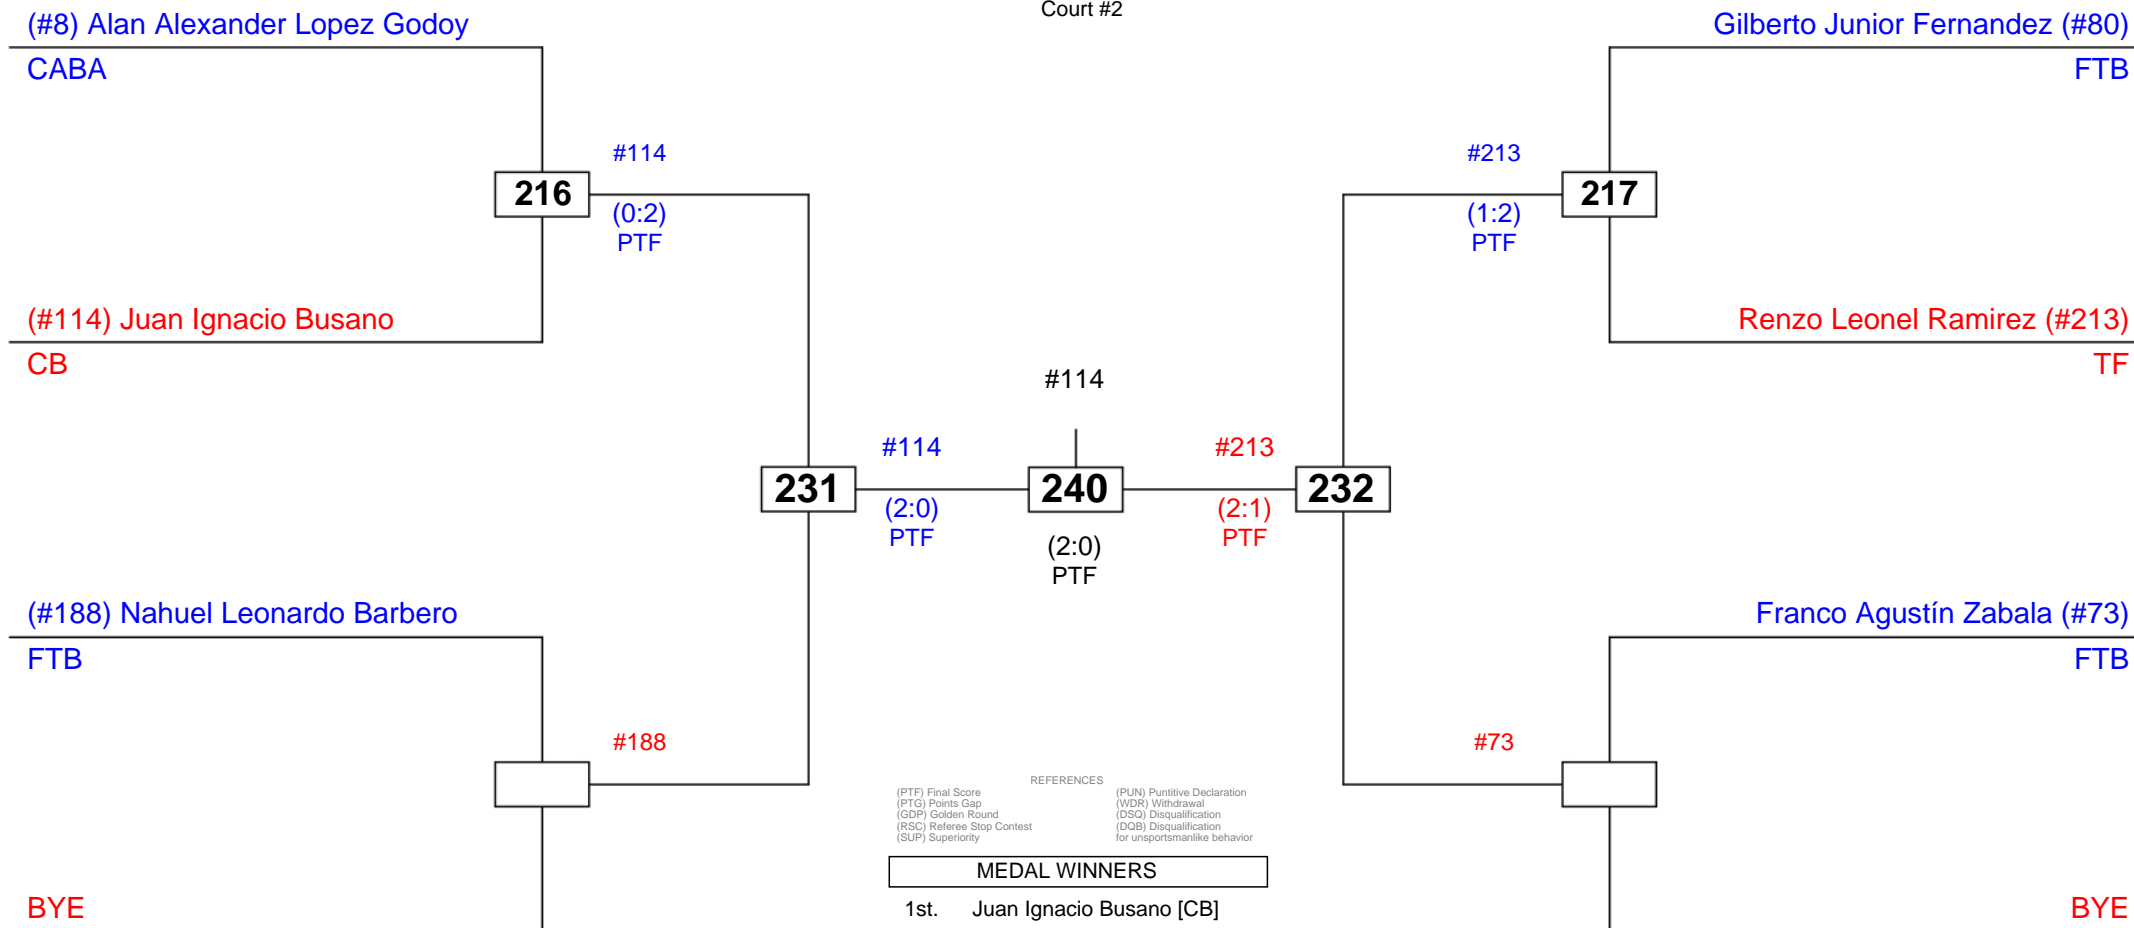 Court #2
(#8) Alan Alexander Lopez Godoy
CABA
Gilberto Junior Fernandez (#80)
FTB
#114
216
(0:2)
PTF
#213
217
(1:2)
PTF
(#114) Juan Ignacio Busano
CB
Renzo Leonel Ramirez (#213)
TF
#114
#114
#213
231
240
232
(2:0)
PTF
(2:1)
PTF
(2:0)
PTF
(#188) Nahuel Leonardo Barbero
FTB
Franco Agustín Zabala (#73)
FTB
#188
#73
REFERENCES
(PTF) Final Score
(PTG) Points Gap
(GDP) Golden Round
(RSC) Referee Stop Contest
(SUP) Superiority
(PUN) Puntitive Declaration
(WDR) Withdrawal
(DSQ) Disqualification
(DQB) Disqualification
for unsportsmanlike behavior
MEDAL WINNERS
1st. Juan Ignacio Busano [CB]
BYE
BYE